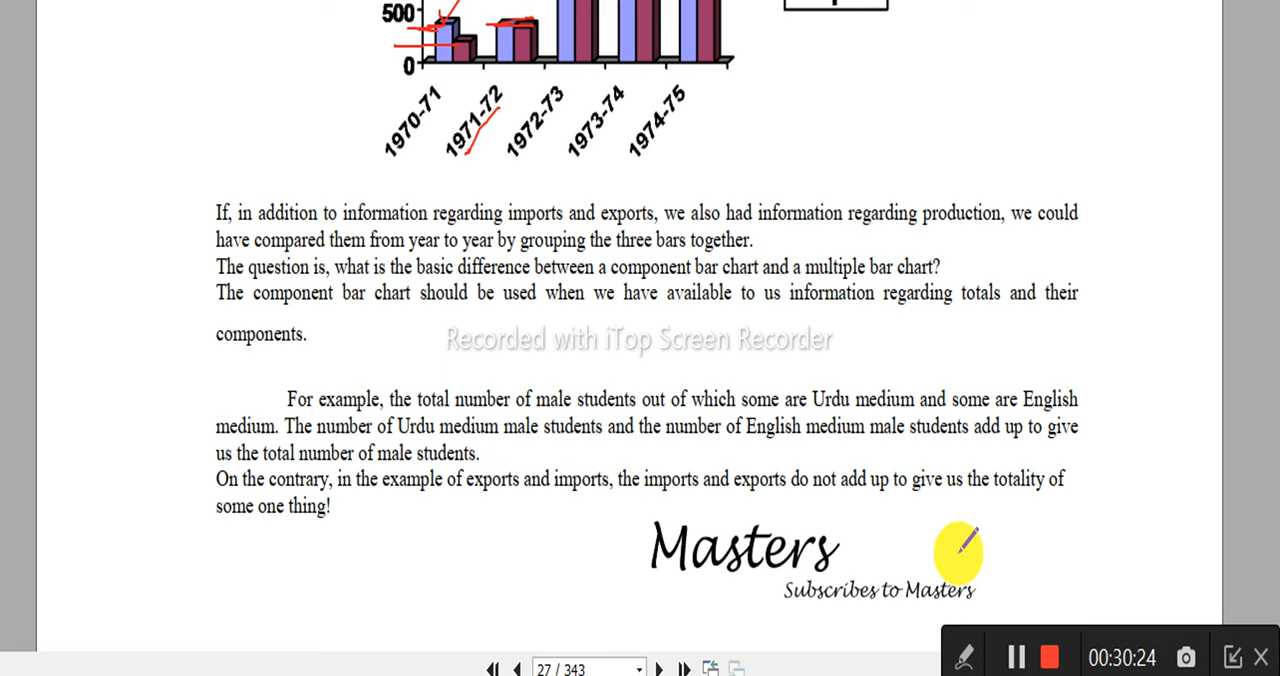 500
0
1970-71
1971-72
1972-73
1973-74
1974-75
If, in addition to information regarding imports and exports, we also had information regarding production, we could
have compared them from year to year by grouping the three bars together.
The question is, what is the basic difference between a component bar chart and a multiple bar chart?
The component bar chart should be used when we have available to us information regarding totals and their
components.
Recorded with iTop Screen Recorder
For example, the total number of male students out of which some are Urdu medium and some are English
medium. The number of Urdu medium male students and the number of English medium male students add up to give
us the total number of male students.
On the contrary, in the example of exports and imports, the imports and exports do not add up to give us the totality of
some one thing!
Masters
Subscribes to Masters
00:30:24
27 / 343